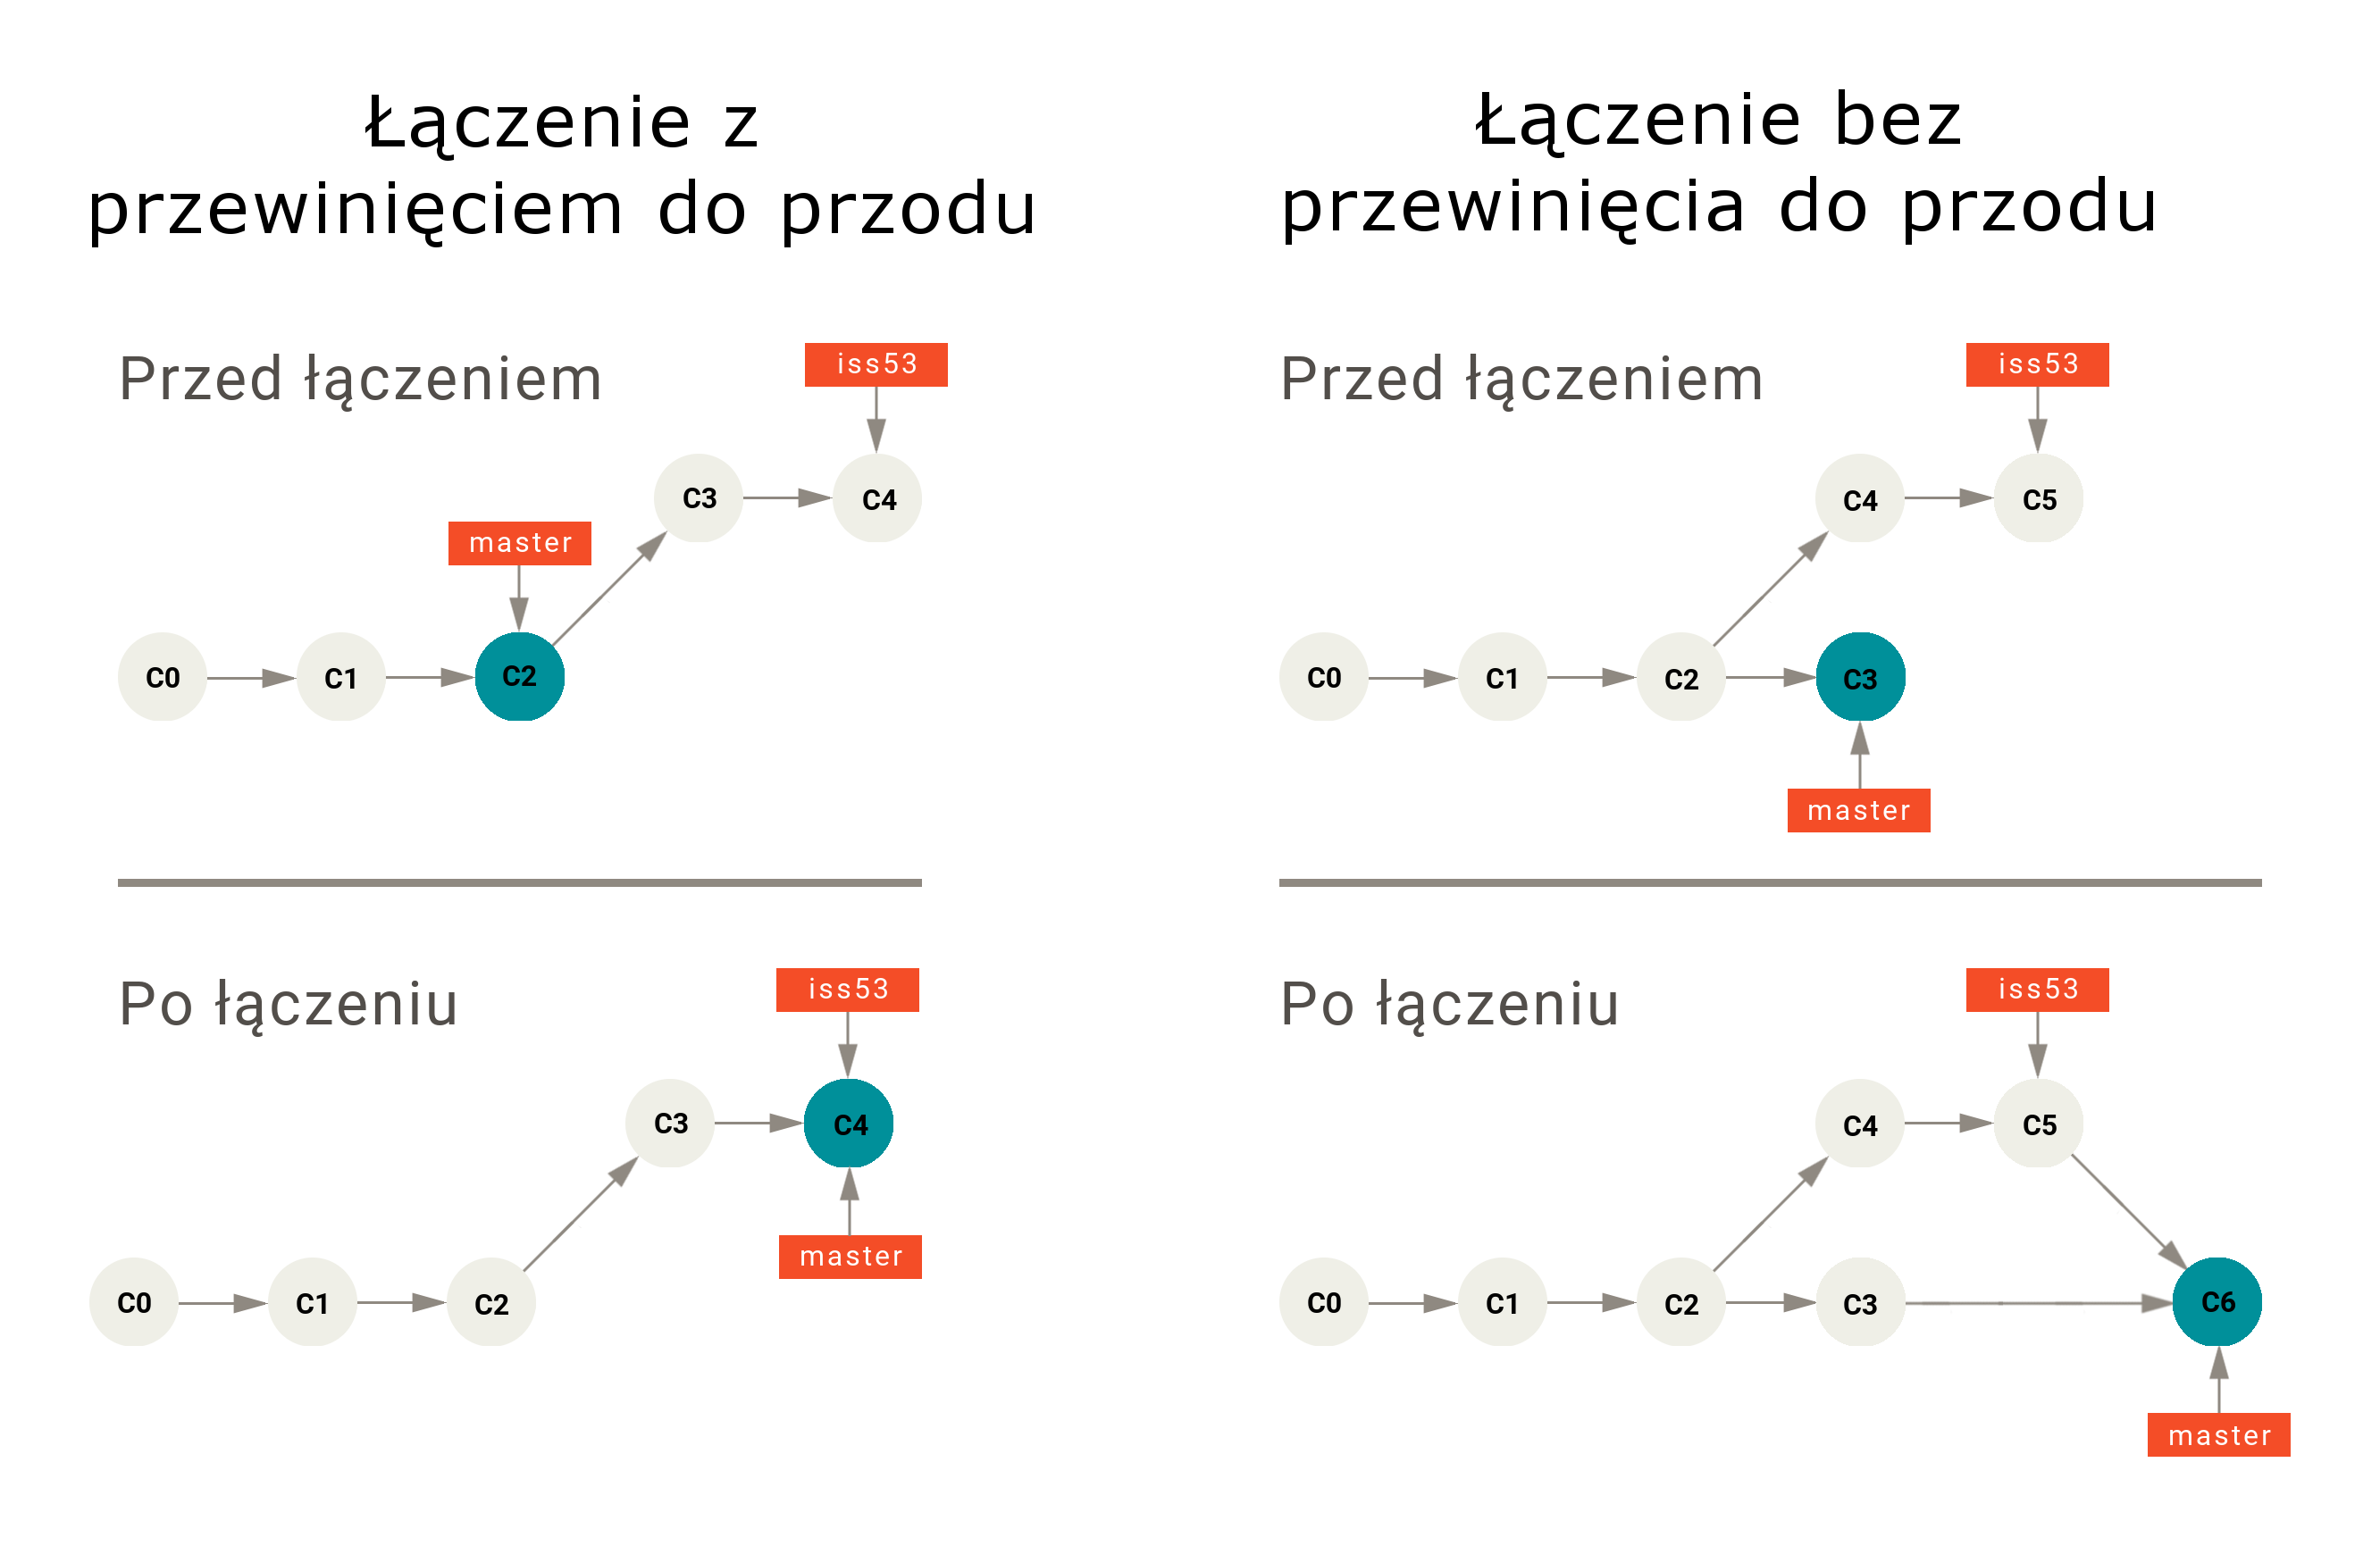 Łączenie z
przewinięciem do przodu
Przed łączeniem
iss53
C3
C4
master
C0
C1
C2
Po łączeniu
iss53
C3
C4
master
C0
C1
C2
Łączenie bez
przewinięcia do przodu
Przed łączeniem
iss53
C4
C5
C0
C1
C2
C3
master
Po łączeniu
iss53
C4
C5
C0
C1
C2
C3
C6
master